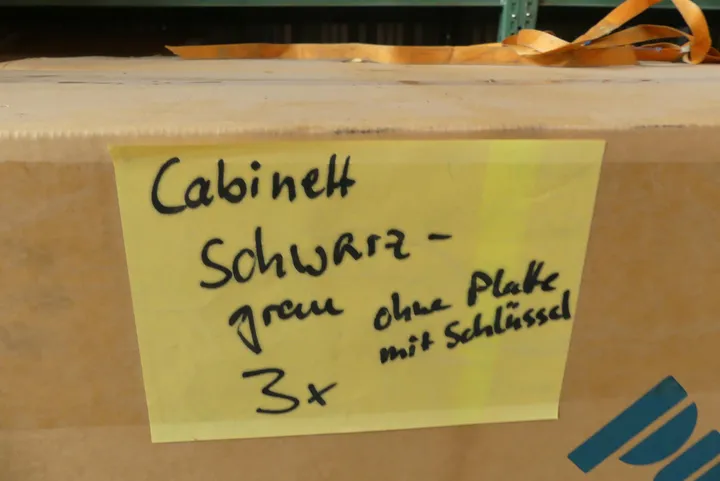 Cabinett
Schwarz-
grau
ohne Platte
mit Schlüssel
3x